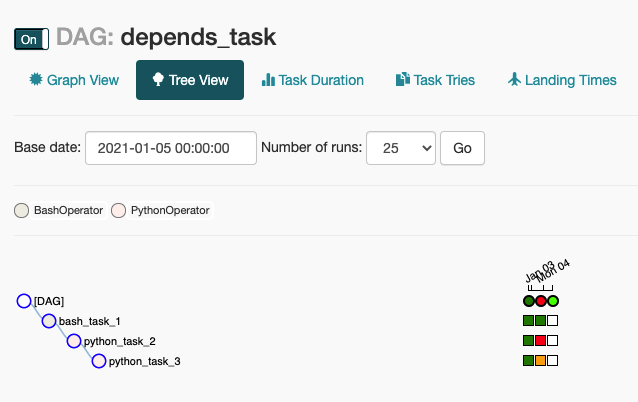 On DAG: depends_task
Graph View Tree View Task Duration Task Tries Landing Times
Base date: 2021-01-05 00:00:00 Number of runs: 25 Go
BashOperator PythonOperator
Jan 03 Mon 04
[DAG]
bash_task_1
python_task_2
python_task_3